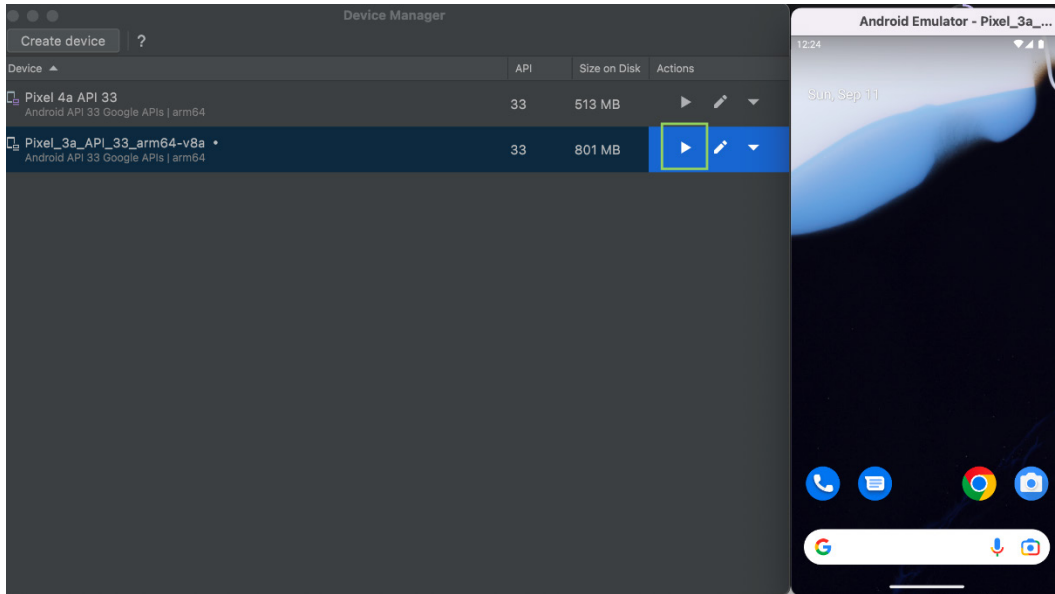 Device Manager
Create device ?
Device API Size on Disk Actions
Pixel 4a API 33
Android API 33 Google APIs | arm64
33 513 MB
Pixel_3a_API_33_arm64-v8a •
Android API 33 Google APIs | arm64
33 801 MB
Android Emulator - Pixel_3a_...
12:24
Sun, Sep 11
G